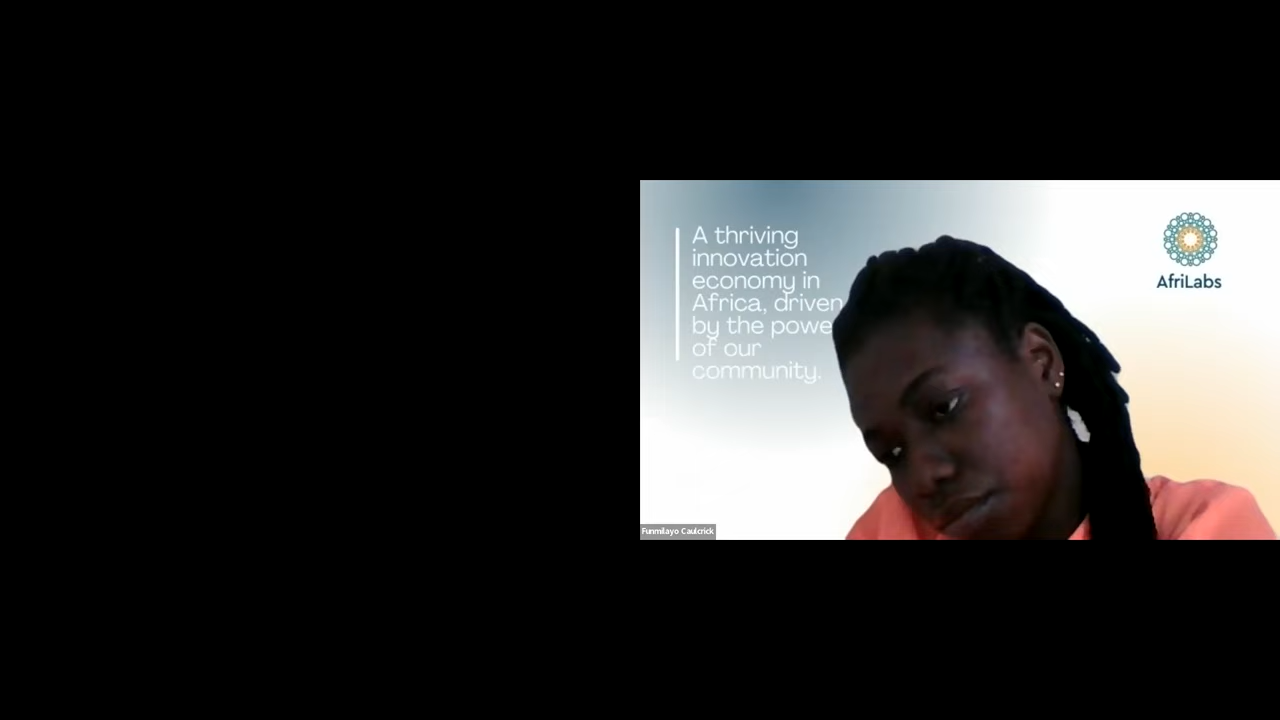 A thriving
innovation
economy in
Africa, driven
by the powe
of our
community.
AfriLabs
Funmilayo Caulcrick